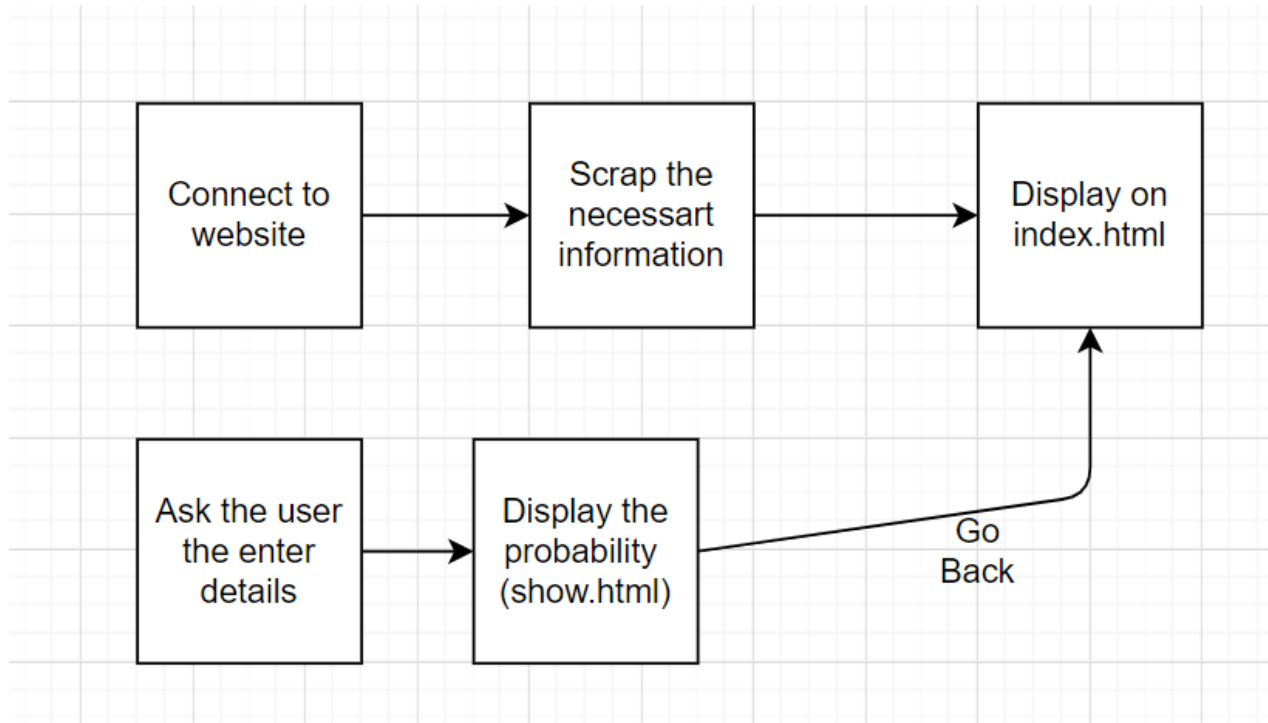 Connect to
website
Scrap the
necessart
information
Display on
index.html
Ask the user
the enter
details
Display the
probability
(show.html)
Go
Back